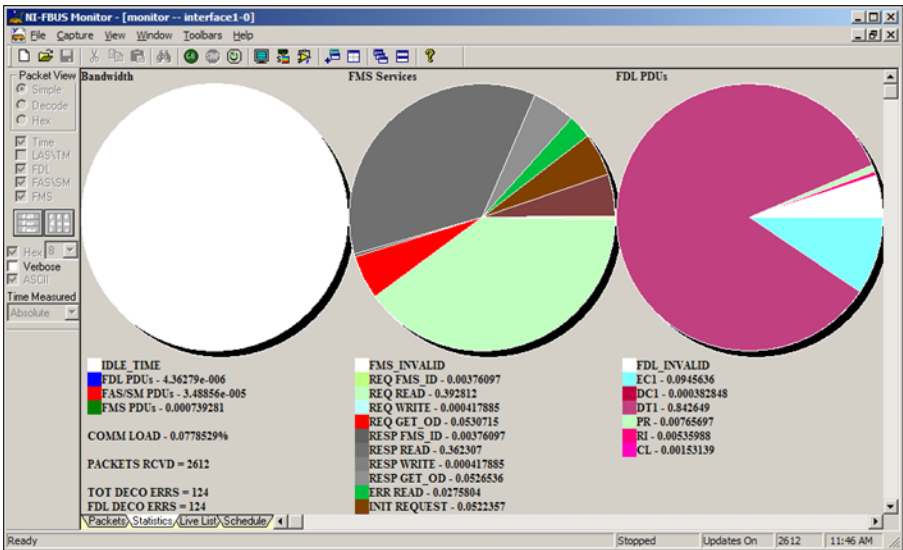 NI-FBUS Monitor - [monitor -- interface1-0]
File Capture View Window Toolbars Help
Packet View
Simple
Decode
Hex
Time
LAS\TM
FDL
FAS\SM
FMS
Hex 8
Verbose
ASCII
Time Measured
Absolute
Bandwidth
IDLE_TIME
FDL PDUs - 4.36279e-006
FAS/SM PDUs - 3.48856e-005
FMS PDUs - 0.000739281
COMM LOAD - 0.0778529%
PACKETS RCVD = 2612
TOT DECO ERRS = 124
FDL DECO ERRS = 124
FMS Services
FMS_INVALID
REQ FMS_ID - 0.00376097
REQ READ - 0.392812
REQ WRITE - 0.000417885
REQ GET_OD - 0.0530715
RESP FMS_ID - 0.00376097
RESP READ - 0.362307
RESP WRITE - 0.000417885
RESP GET_OD - 0.0526536
ERR READ - 0.0275804
INIT REQUEST - 0.0522357
FDL PDUs
FDL_INVALID
EC1 - 0.0945636
DC1 - 0.000382848
DT1 - 0.842649
PR - 0.00765697
RI - 0.00535988
CL - 0.00153139
Packets Statistics Live List Schedule
Ready Stopped Updates On 2612 11:46 AM